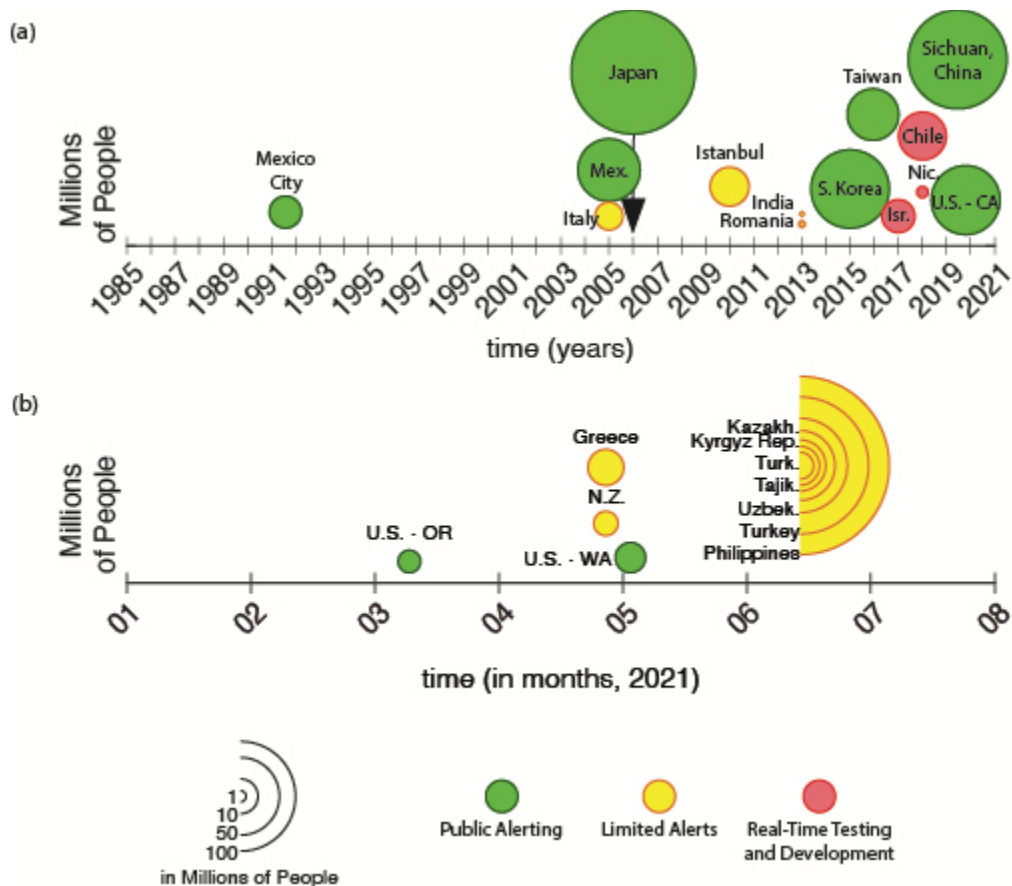 (a)
Japan
Sichuan,
China
Taiwan
Chile
Mexico
City
Mex.
Istanbul
Nic.
S. Korea
U.S. - CA
India
Italy
Romania
Isr.
Millions
of People
1985
1987
1989
1991
1993
1995
1997
1999
2001
2003
2005
2007
2009
2011
2013
2015
2017
2019
2021
time (years)
(b)
Greece
Kazakh.
Kyrgyz Rep.
Turk.
Tajik.
Uzbek.
Turkey
Philippines
N.Z.
U.S. - OR
U.S. - WA
Millions
of People
01
02
03
04
05
06
07
08
time (in months, 2021)
1
10
50
100
in Millions of People
Public Alerting
Limited Alerts
Real-Time Testing
and Development